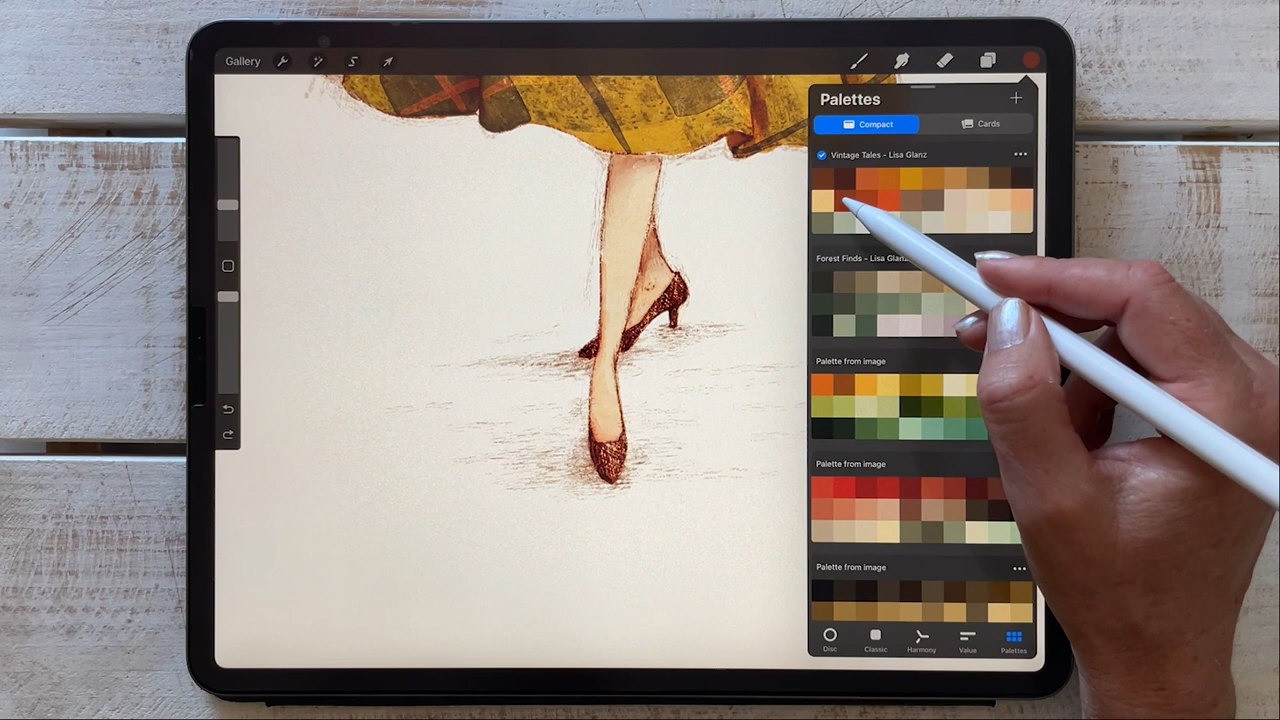 Gallery
Palettes
Compact
Cards
Vintage Tales - Lisa Glanz
Forest Finds - Lisa Glanz
Palette from image
Palette from image
Palette from image
Disc
Classic
Harmony
Value
Palettes